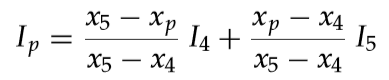 I_p = \frac{x_5 - x_p}{x_5 - x_4} I_4 + \frac{x_p - x_4}{x_5 - x_4} I_5